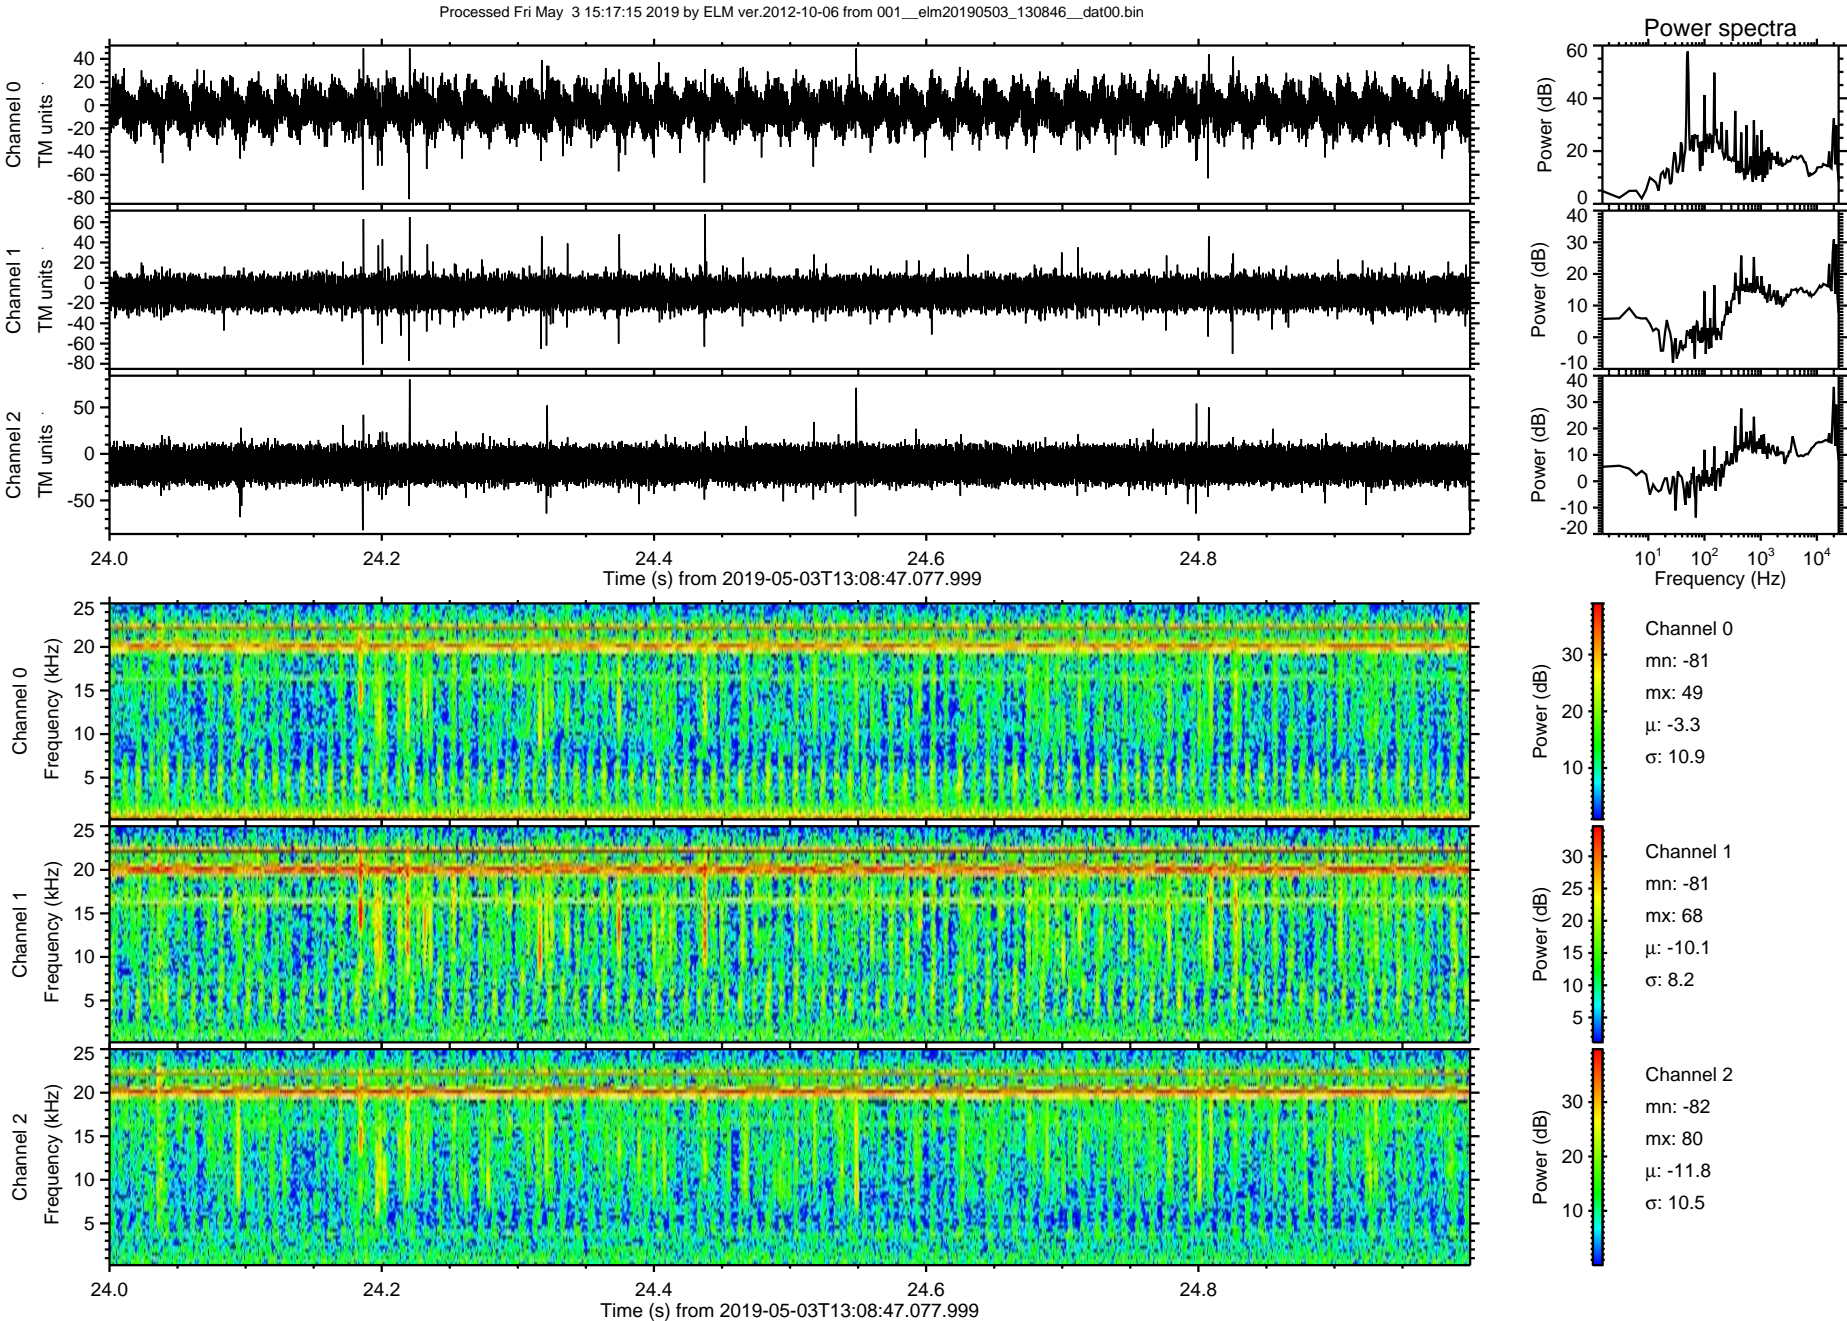 Processed Fri May  3 15:17:15 2019 by ELM ver.2012-10-06 from 001__elm20190503_130846__dat00.bin
Power spectra
Channel 0
TM units
40
20
0
-20
-40
-60
-80
Power (dB)
60
40
20
0
Channel 1
TM units
60
40
20
0
-20
-40
-60
-80
Power (dB)
40
30
20
10
0
-10
Channel 2
TM units
50
0
-50
Power (dB)
40
30
20
10
0
-10
-20
24.0 24.2 24.4 24.6 24.8
Time (s) from 2019-05-03T13:08:47.077.999
10¹ 10² 10³ 10⁴
Frequency (Hz)
Channel 0
Frequency (kHz)
25
20
15
10
5
Power (dB)
30
20
10
Channel 0
mn: -81
mx: 49
μ: -3.3
σ: 10.9
Channel 1
Frequency (kHz)
25
20
15
10
5
Power (dB)
30
25
20
15
10
5
Channel 1
mn: -81
mx: 68
μ: -10.1
σ: 8.2
Channel 2
Frequency (kHz)
25
20
15
10
5
Power (dB)
30
20
10
Channel 2
mn: -82
mx: 80
μ: -11.8
σ: 10.5
24.0 24.2 24.4 24.6 24.8
Time (s) from 2019-05-03T13:08:47.077.999